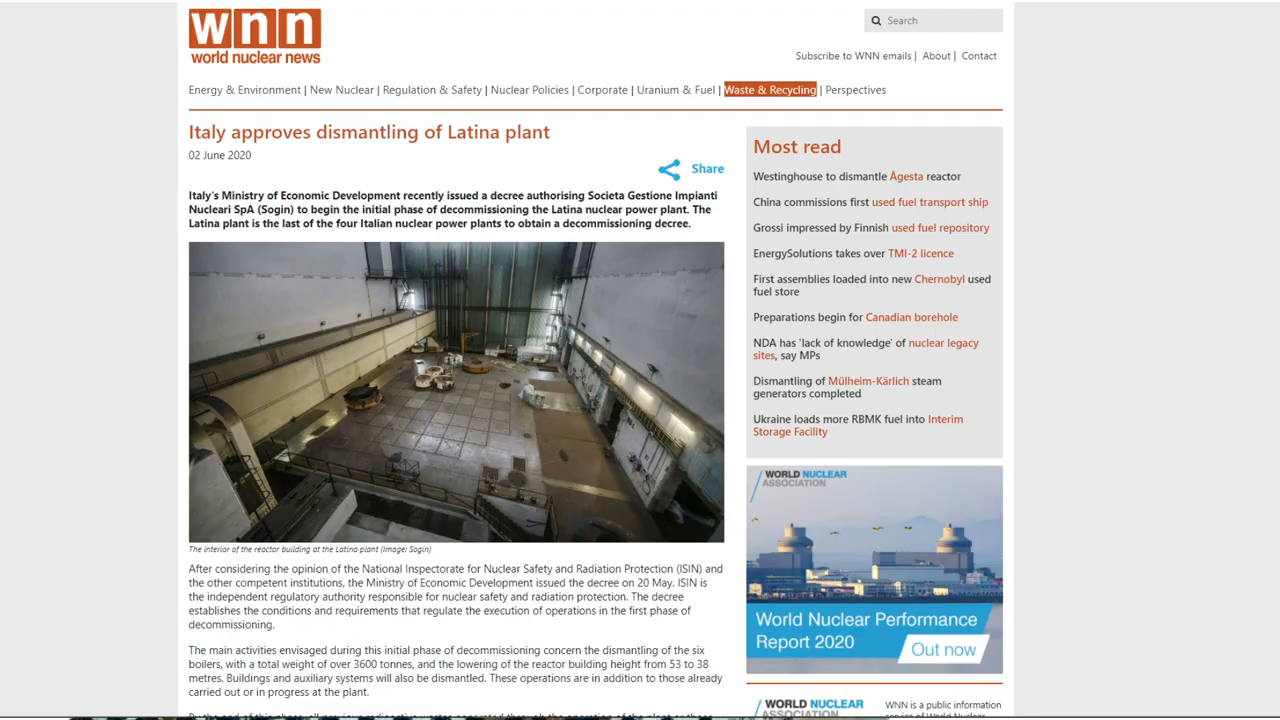 wnn
world nuclear news
Search
Subscribe to WNN emails | About | Contact
Energy & Environment | New Nuclear | Regulation & Safety | Nuclear Policies | Corporate | Uranium & Fuel | Waste & Recycling | Perspectives
Italy approves dismantling of Latina plant
02 June 2020
Share
Italy's Ministry of Economic Development recently issued a decree authorising Societa Gestione Impianti
Nucleari SpA (Sogin) to begin the initial phase of decommissioning the Latina nuclear power plant. The
Latina plant is the last of the four Italian nuclear power plants to obtain a decommissioning decree.
The interior of the reactor building at the Latina plant (Image: Sogin)
After considering the opinion of the National Inspectorate for Nuclear Safety and Radiation Protection (ISIN) and
the other competent institutions, the Ministry of Economic Development issued the decree on 20 May. ISIN is
the independent regulatory authority responsible for nuclear safety and radiation protection. The decree
establishes the conditions and requirements that regulate the execution of operations in the first phase of
decommissioning.
The main activities envisaged during this initial phase of decommissioning concern the dismantling of the six
boilers, with a total weight of over 3600 tonnes, and the lowering of the reactor building height from 53 to 38
metres. Buildings and auxiliary systems will also be dismantled. These operations are in addition to those already
carried out or in progress at the plant.
Most read
Westinghouse to dismantle Ågesta reactor
China commissions first used fuel transport ship
Grossi impressed by Finnish used fuel repository
EnergySolutions takes over TMI-2 licence
First assemblies loaded into new Chernobyl used
fuel store
Preparations begin for Canadian borehole
NDA has 'lack of knowledge' of nuclear legacy
sites, say MPs
Dismantling of Mülheim-Kärlich steam
generators completed
Ukraine loads more RBMK fuel into Interim
Storage Facility
WORLD NUCLEAR
ASSOCIATION
World Nuclear Performance
Report 2020
Out now
WORLD NUCLEAR
ASSOCIATION
WNN is a public information